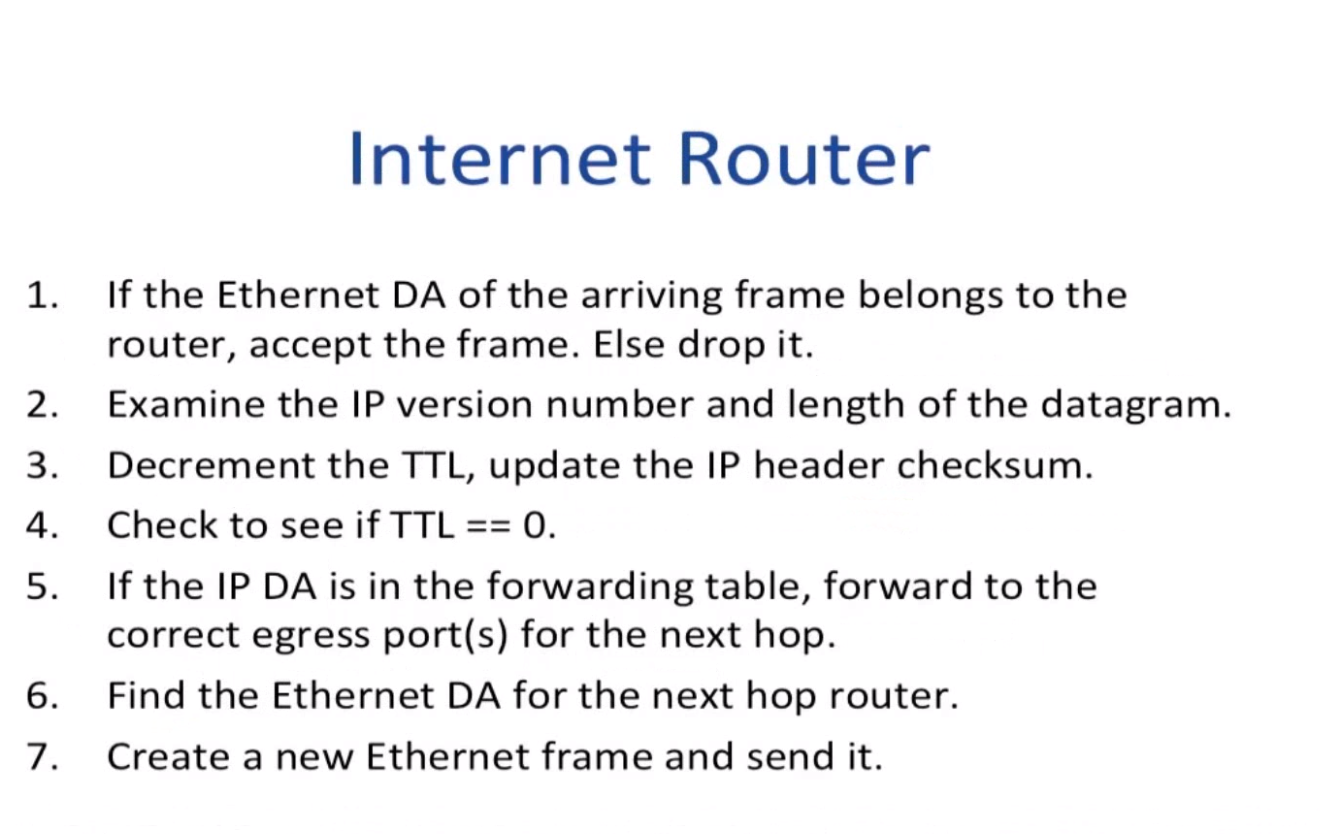 Internet Router
1. If the Ethernet DA of the arriving frame belongs to the
router, accept the frame. Else drop it.
2. Examine the IP version number and length of the datagram.
3. Decrement the TTL, update the IP header checksum.
4. Check to see if TTL == 0.
5. If the IP DA is in the forwarding table, forward to the
correct egress port(s) for the next hop.
6. Find the Ethernet DA for the next hop router.
7. Create a new Ethernet frame and send it.